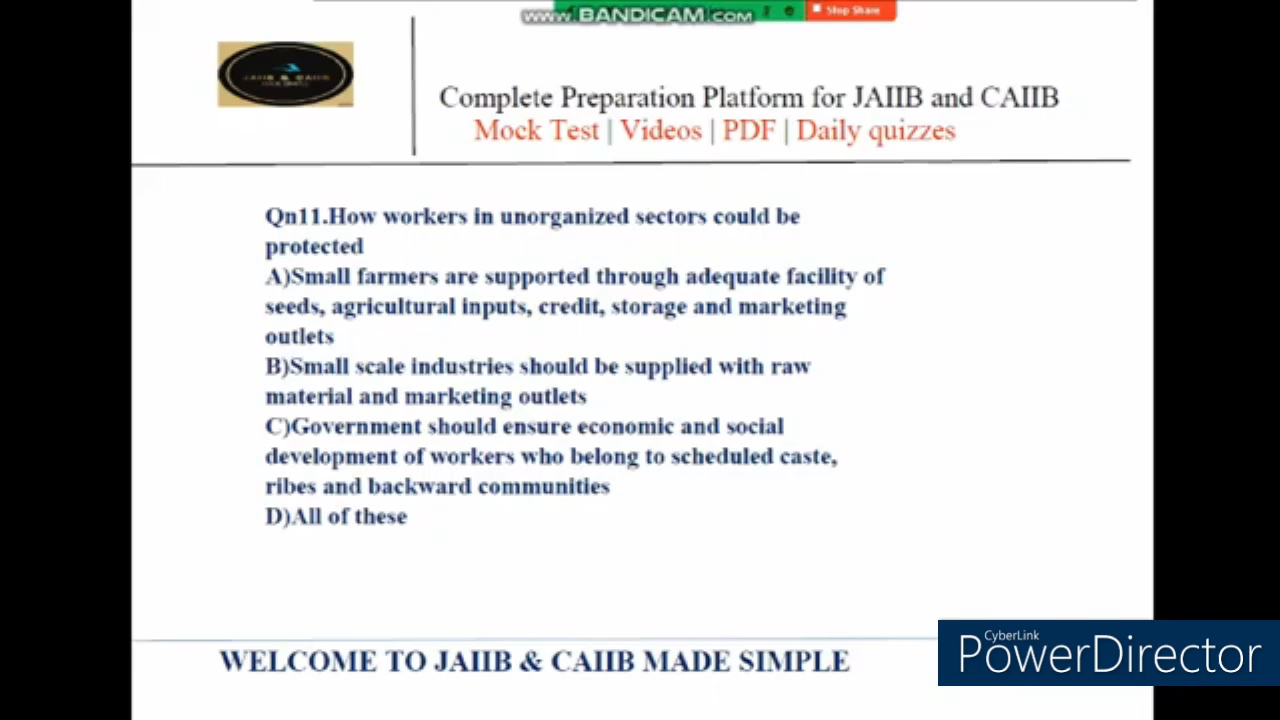 www.BANDICAM.COM
Stop Share
JAIIB & CAIIB
Complete Preparation Platform for JAIIB and CAIIB
Mock Test | Videos | PDF | Daily quizzes
Qn11.How workers in unorganized sectors could be
protected
A)Small farmers are supported through adequate facility of
seeds, agricultural inputs, credit, storage and marketing
outlets
B)Small scale industries should be supplied with raw
material and marketing outlets
C)Government should ensure economic and social
development of workers who belong to scheduled caste,
ribes and backward communities
D)All of these
WELCOME TO JAIIB & CAIIB MADE SIMPLE
CyberLink
PowerDirector